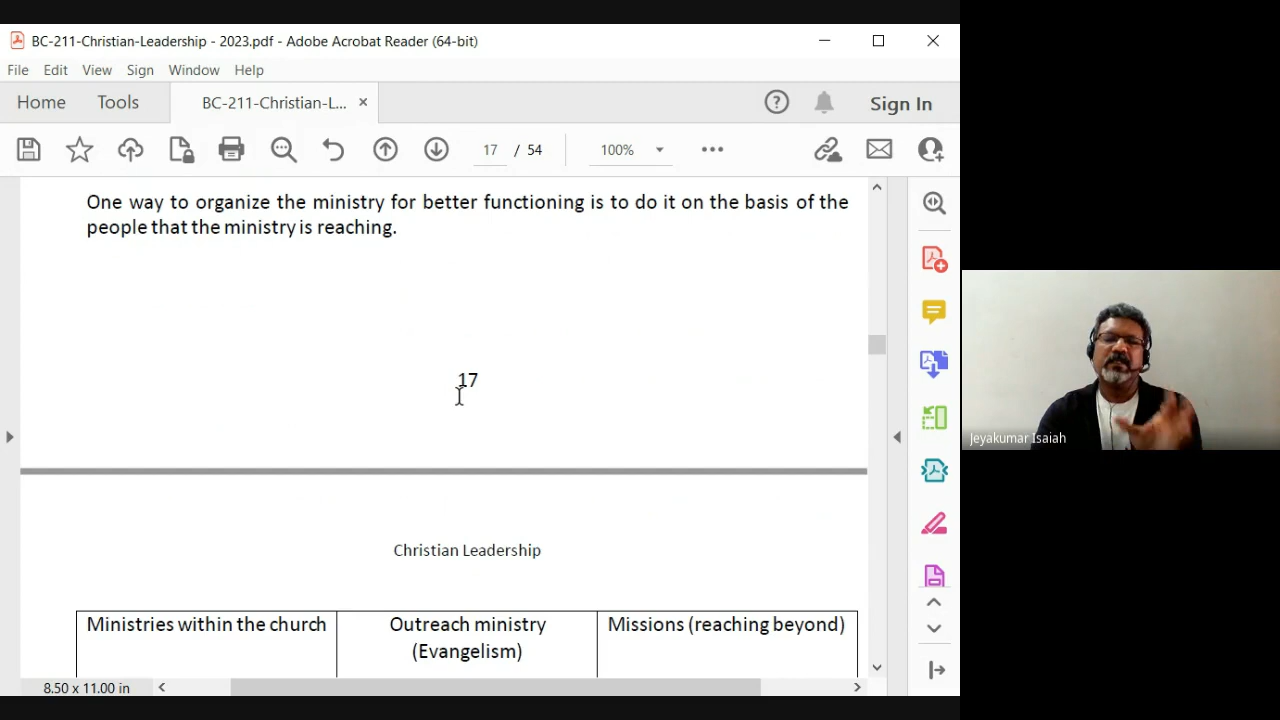 BC-211-Christian-Leadership - 2023.pdf - Adobe Acrobat Reader (64-bit)
File Edit View Sign Window Help
Home Tools BC-211-Christian-L... Sign In
17 / 54 100%
One way to organize the ministry for better functioning is to do it on the basis of the
people that the ministry is reaching.
17
Christian Leadership
Ministries within the church
Outreach ministry
(Evangelism)
Missions (reaching beyond)
8.50 x 11.00 in
Jeyakumar Isaiah